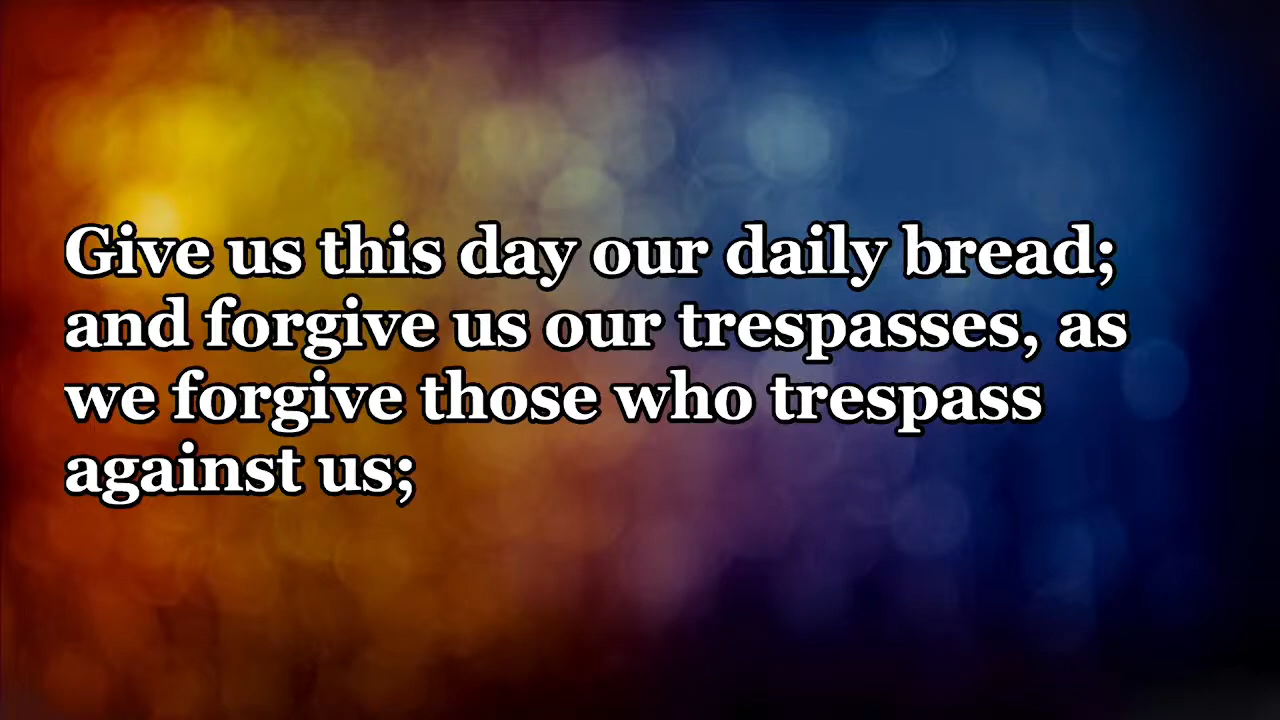 Give us this day our daily bread;
and forgive us our trespasses, as
we forgive those who trespass
against us;